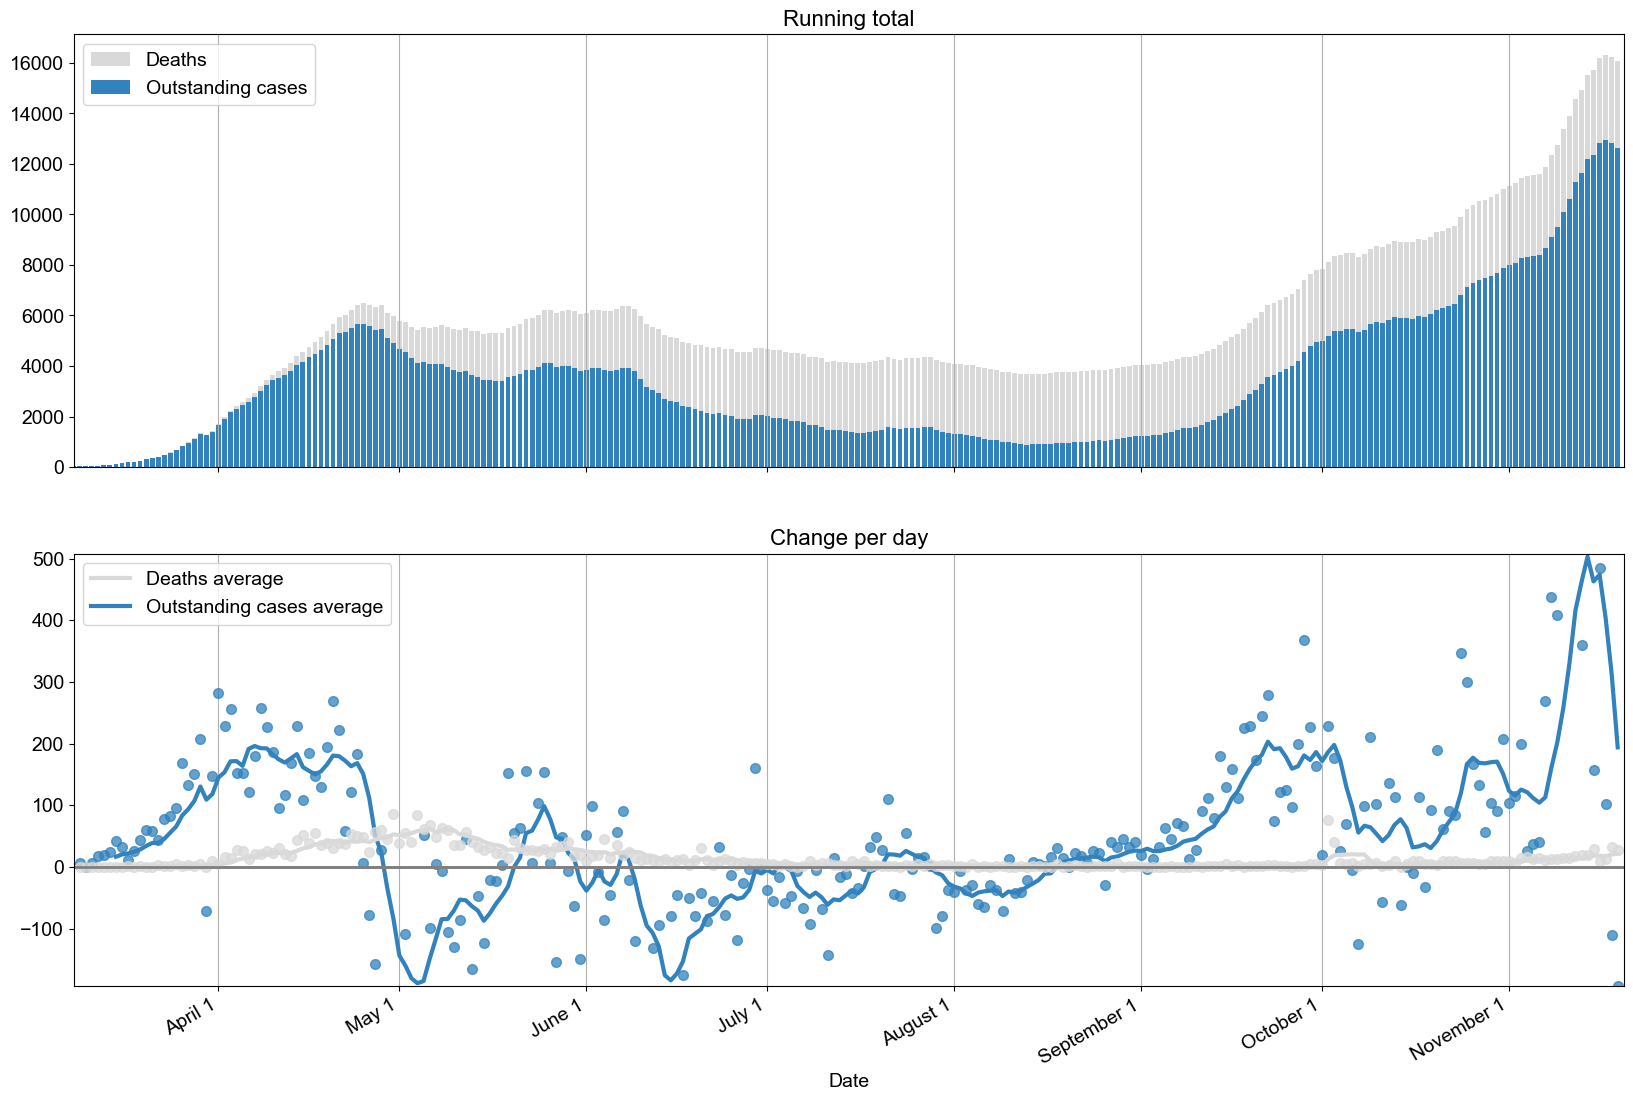 Running total
Deaths
Outstanding cases
16000
14000
12000
10000
8000
6000
4000
2000
0
Change per day
Deaths average
Outstanding cases average
500
400
300
200
100
0
−100
April 1
May 1
June 1
July 1
August 1
September 1
October 1
November 1
Date